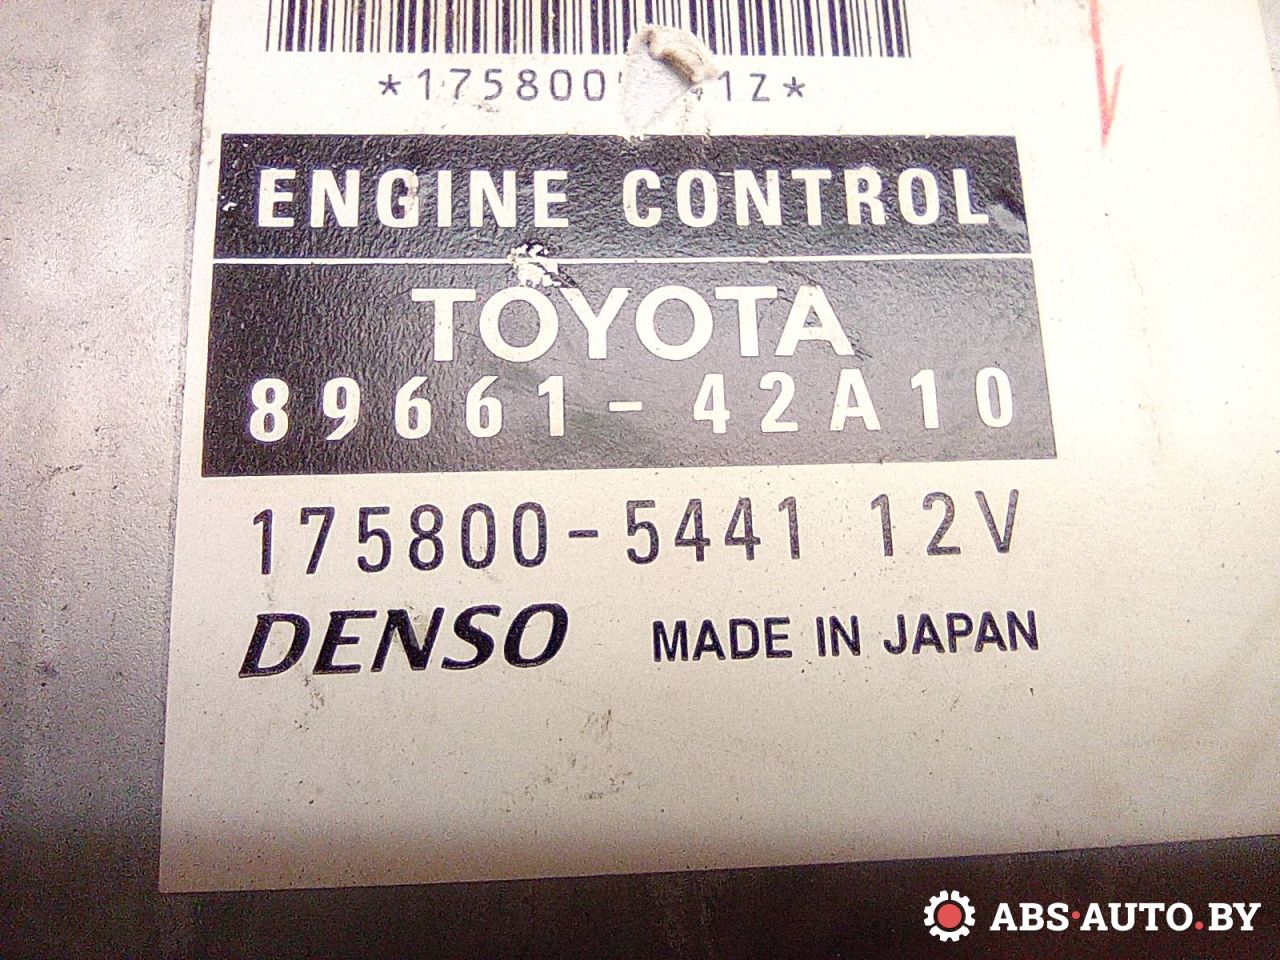 ENGINE CONTROL
TOYOTA
89661-42A10
175800-5441 12V
DENSO MADE IN JAPAN
ABS·AUTO.BY